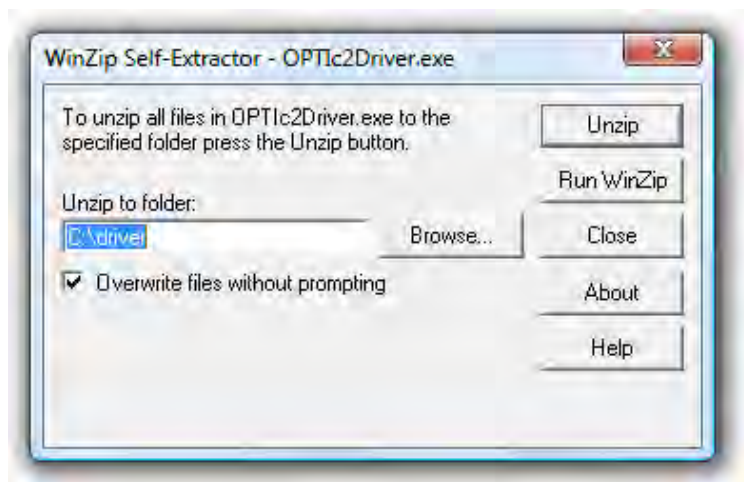 WinZip Self-Extractor - OPTIc2Driver.exe
To unzip all files in OPTIc2Driver.exe to the
specified folder press the Unzip button.
Unzip to folder:
C:\driver
Browse...
Overwrite files without prompting
Unzip
Run WinZip
Close
About
Help